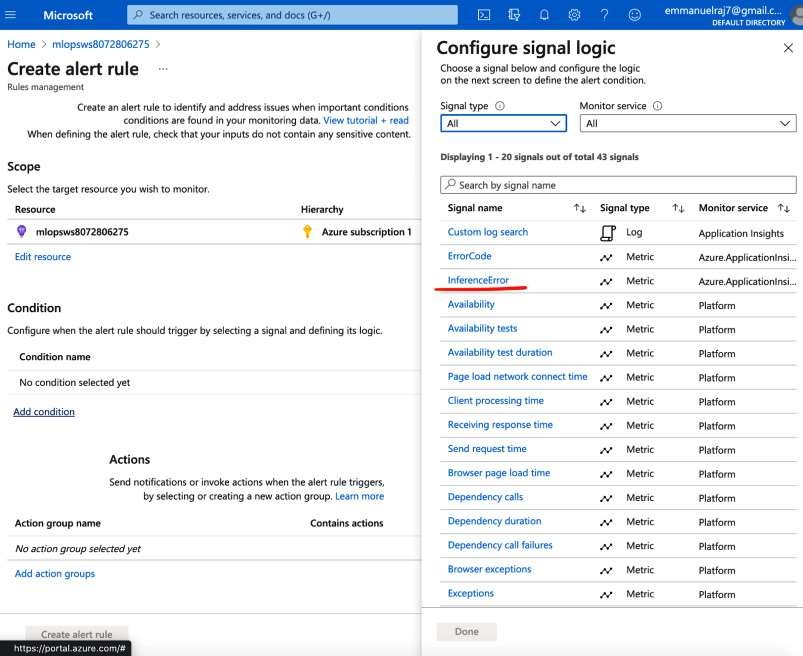 Microsoft
Search resources, services, and docs (G+/)
emmanuelraj7@gmail.c...
DEFAULT DIRECTORY
Home > mlopsws8072806275 >
Create alert rule ...
Rules management
Create an alert rule to identify and address issues when important conditions
conditions are found in your monitoring data. View tutorial + read
When defining the alert rule, check that your inputs do not contain any sensitive content.
Scope
Select the target resource you wish to monitor.
Resource Hierarchy
mlopsws8072806275 Azure subscription 1
Edit resource
Condition
Configure when the alert rule should trigger by selecting a signal and defining its logic.
Condition name
No condition selected yet
Add condition
Actions
Send notifications or invoke actions when the alert rule triggers,
by selecting or creating a new action group. Learn more
Action group name Contains actions
No action group selected yet
Add action groups
Create alert rule
https://portal.azure.com/#
Configure signal logic
Choose a signal below and configure the logic
on the next screen to define the alert condition.
Signal type Monitor service
All All
Displaying 1 - 20 signals out of total 43 signals
Search by signal name
Signal name Signal type Monitor service
Custom log search Log Application Insights
ErrorCode Metric Azure.ApplicationInsi...
InferenceError Metric Azure.ApplicationInsi...
Availability Metric Platform
Availability tests Metric Platform
Availability test duration Metric Platform
Page load network connect time Metric Platform
Client processing time Metric Platform
Receiving response time Metric Platform
Send request time Metric Platform
Browser page load time Metric Platform
Dependency calls Metric Platform
Dependency duration Metric Platform
Dependency call failures Metric Platform
Browser exceptions Metric Platform
Exceptions Metric Platform
Done